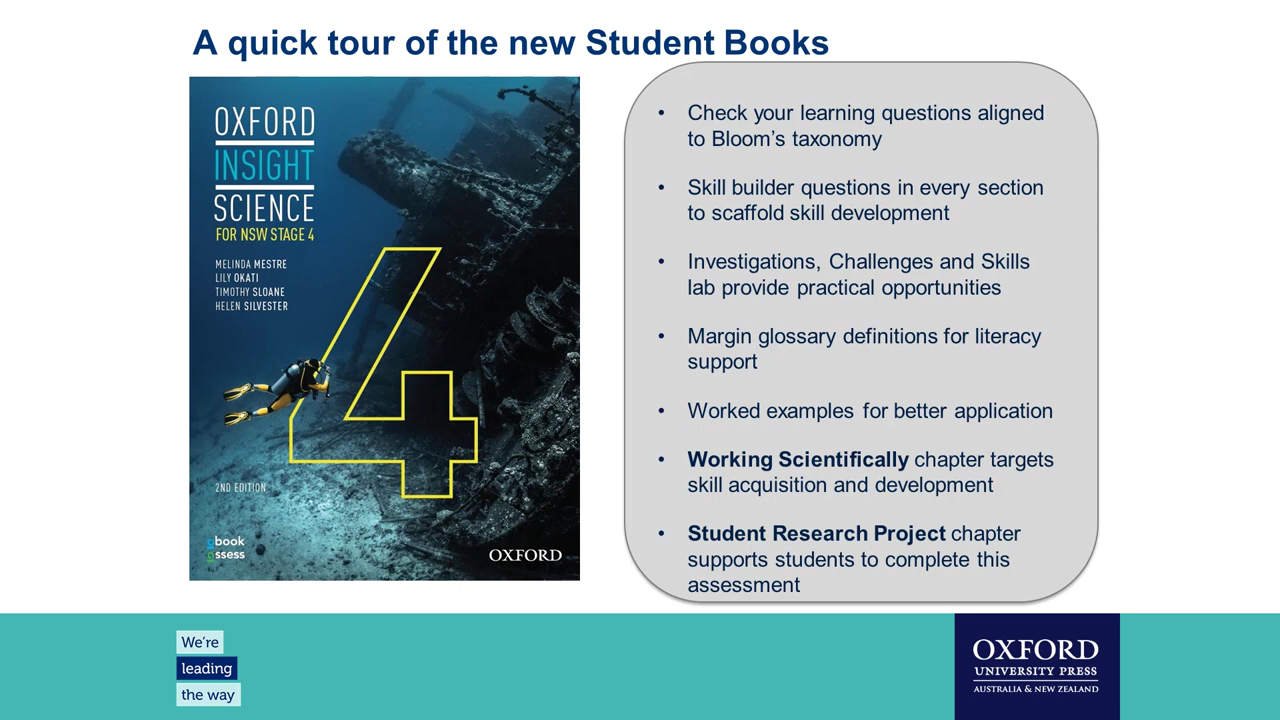 A quick tour of the new Student Books
OXFORD
INSIGHT
SCIENCE
FOR NSW STAGE 4
MELINDA MESTRE
LILY OKATI
TIMOTHY SLOANE
HELEN SILVESTER
4
2ND EDITION
obook
assess
OXFORD
• Check your learning questions aligned
to Bloom’s taxonomy
• Skill builder questions in every section
to scaffold skill development
• Investigations, Challenges and Skills
lab provide practical opportunities
• Margin glossary definitions for literacy
support
• Worked examples for better application
• Working Scientifically chapter targets
skill acquisition and development
• Student Research Project chapter
supports students to complete this
assessment
We’re
leading
the way
OXFORD
UNIVERSITY PRESS
AUSTRALIA & NEW ZEALAND